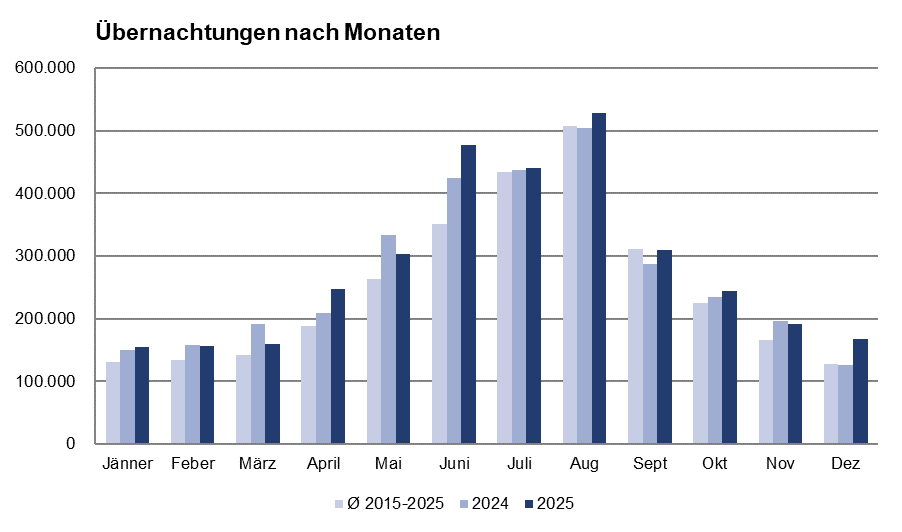 Übernachtungen nach Monaten
600.000
500.000
400.000
300.000
200.000
100.000
0
Jänner Feber März April Mai Juni Juli Aug Sept Okt Nov Dez
Ø 2015-2025 2024 2025